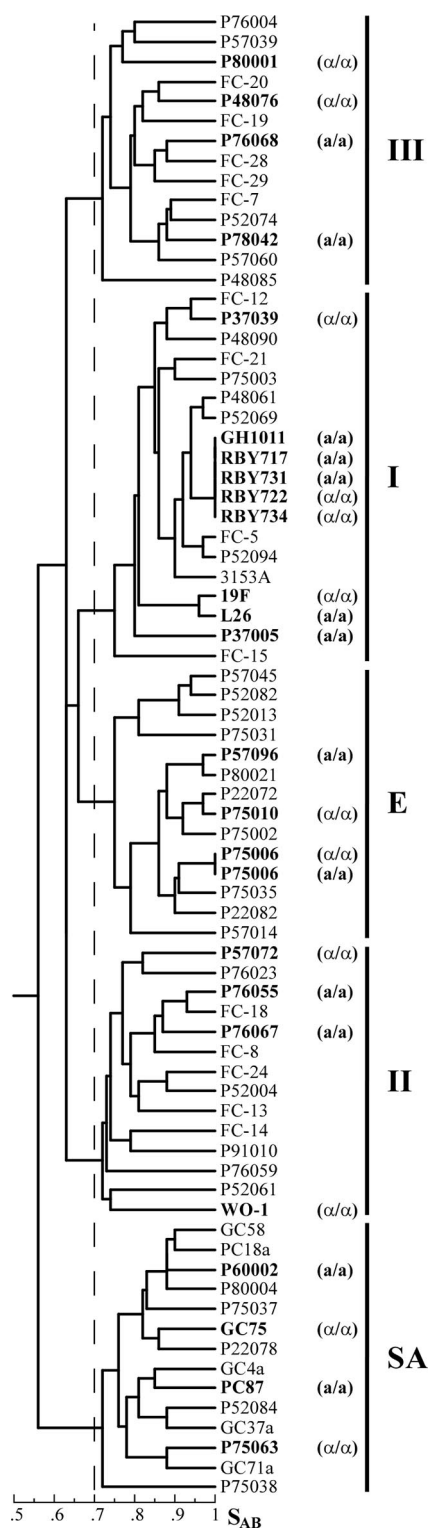 P76004
P57039
P80001 (α/α)
FC-20
P48076 (α/α)
FC-19
P76068 (a/a)
III
FC-28
FC-29
FC-7
P52074
P78042 (a/a)
P57060
P48085
FC-12
P37039 (α/α)
P48090
FC-21
P75003
P48061
P52069
GH1011 (a/a)
RBY717 (a/a)
RBY731 (a/a)
I
RBY722 (α/α)
RBY734 (α/α)
FC-5
P52094
3153A
19F (α/α)
L26 (a/a)
P37005 (a/a)
FC-15
P57045
P52082
P52013
P75031
P57096 (a/a)
P80021
P22072
E
P75010 (α/α)
P75002
P75006 (α/α)
P75006 (a/a)
P75035
P22082
P57014
P57072 (α/α)
P76023
P76055 (a/a)
FC-18
P76067 (a/a)
FC-8
FC-24
II
P52004
FC-13
FC-14
P91010
P76059
P52061
WO-1 (α/α)
GC58
PC18a
P60002 (a/a)
P80004
P75037
GC75 (α/α)
P22078
SA
GC4a
PC87 (a/a)
P52084
GC37a
P75063 (α/α)
GC71a
P75038
.5 .6 .7 .8 .9 1 SAB